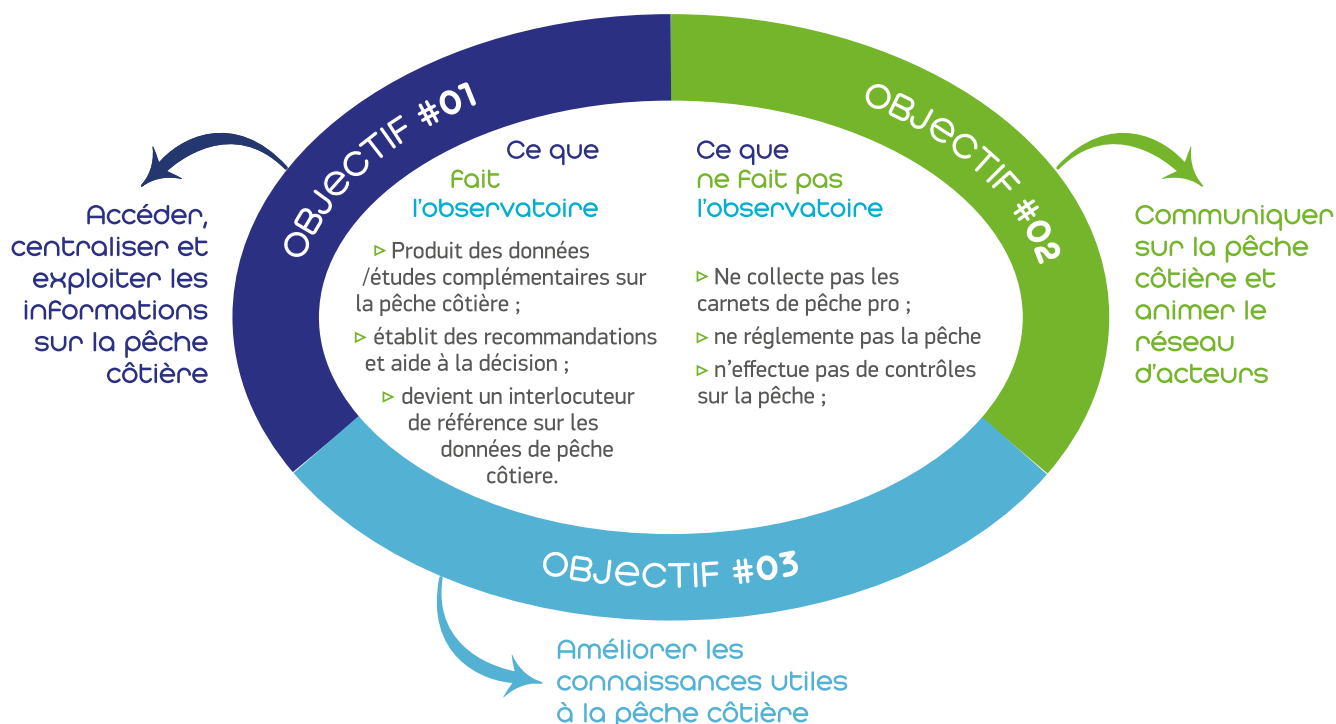 OBJECTIF #01
Accéder,
centraliser et
exploiter les
informations
sur la pêche
côtière
Ce que
fait
l'observatoire
▹ Produit des données
/études complémentaires sur
la pêche côtière ;
▹ établit des recommandations
et aide à la décision ;
▹ devient un interlocuteur
de référence sur les
données de pêche
côtiere.
Ce que
ne fait pas
l'observatoire
▹ Ne collecte pas les
carnets de pêche pro ;
▹ ne réglemente pas la pêche
▹ n'effectue pas de contrôles
sur la pêche ;
OBJECTIF #02
Communiquer
sur la pêche
côtière et
animer le
réseau
d'acteurs
OBJECTIF #03
Améliorer les
connaissances utiles
à la pêche côtière